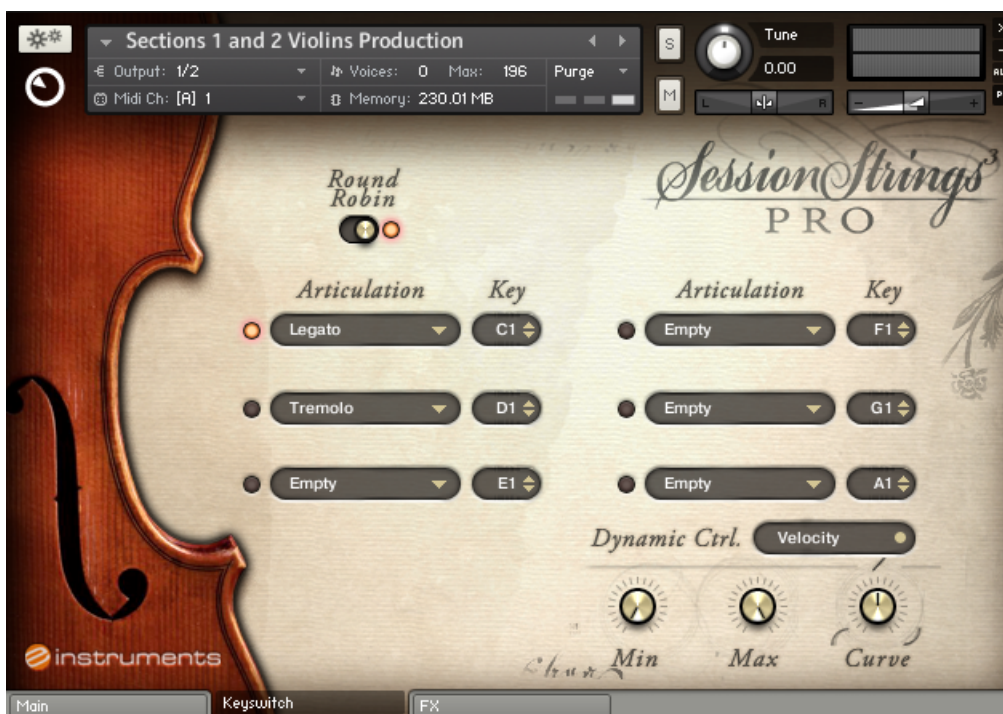 Sections 1 and 2 Violins Production
Output: 1/2 Voices: 0 Max: 196 Purge
Midi Ch: [A] 1 Memory: 230.01 MB
S
M
Tune
0.00
L R
- +
Session Strings
PRO
Round
Robin
Articulation Key Articulation Key
Legato C1 Empty F1
Tremolo D1 Empty G1
Empty E1 Empty A1
Dynamic Ctrl. Velocity
Min Max Curve
instruments
Main Keyswitch FX